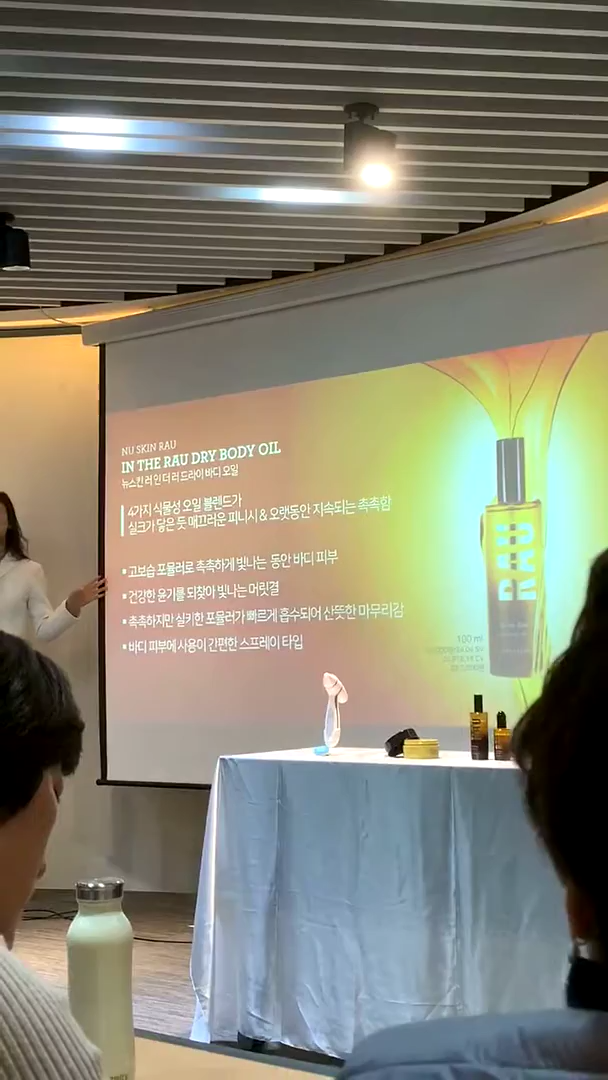 NU SKIN RAU
IN THE RAU DRY BODY OIL
뉴스킨 러 인 더 러 드라이 바디 오일
4가지 식물성 오일 블렌드가
실크가 닿은 듯 매끄러운 피니시 & 오랫동안 지속되는 촉촉함
▪ 고보습 포뮬러로 촉촉하게 빛나는 동안 바디 피부
▪ 건강한 윤기를 되찾아 빛나는 머릿결
▪ 촉촉하지만 실키한 포뮬러가 빠르게 흡수되어 산뜻한 마무리감
▪ 바디 피부에 사용이 간편한 스프레이 타입
RAU
100 ml